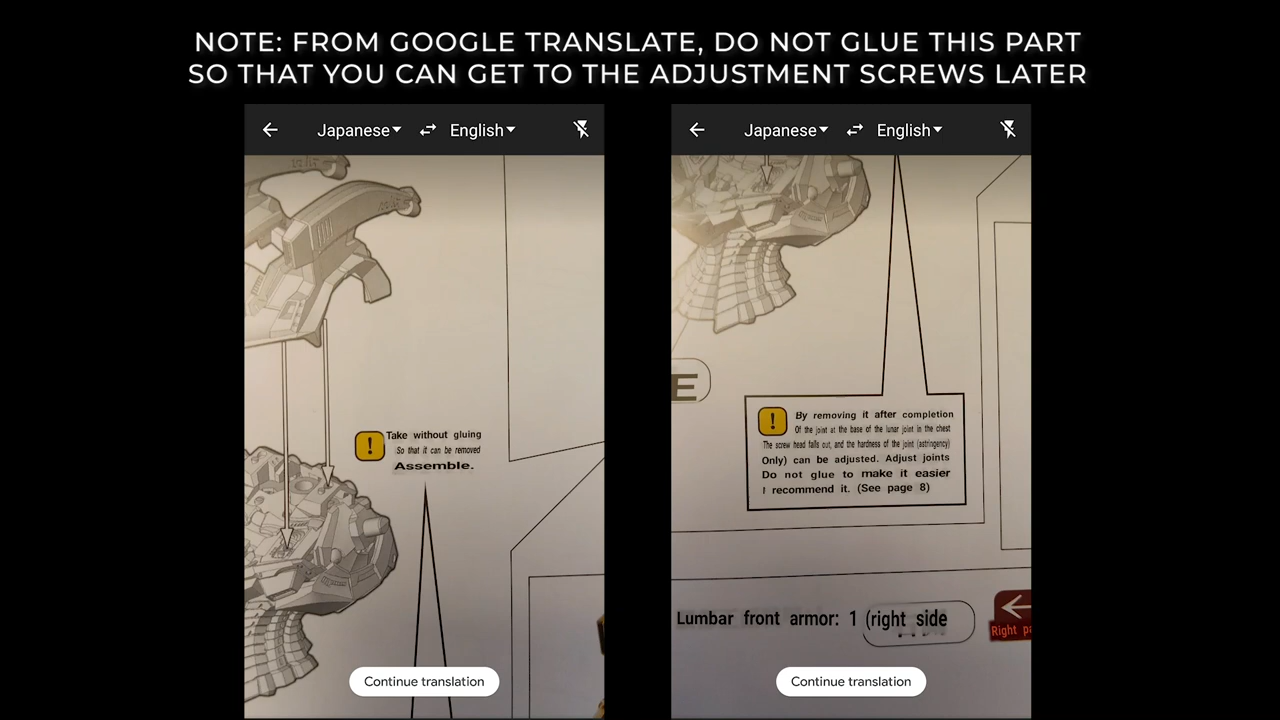 NOTE: FROM GOOGLE TRANSLATE, DO NOT GLUE THIS PART
SO THAT YOU CAN GET TO THE ADJUSTMENT SCREWS LATER
Japanese English
Take without gluing
So that it can be removed
Assemble.
Continue translation
Japanese English
E
By removing it after completion
Of the joint at the base of the lunar joint in the chest
The screw head falls out, and the hardness of the joint (astringency)
Only) can be adjusted. Adjust joints
Do not glue to make it easier
I recommend it. (See page 8)
Lumbar front armor: 1 (right side
Right pa
Continue translation